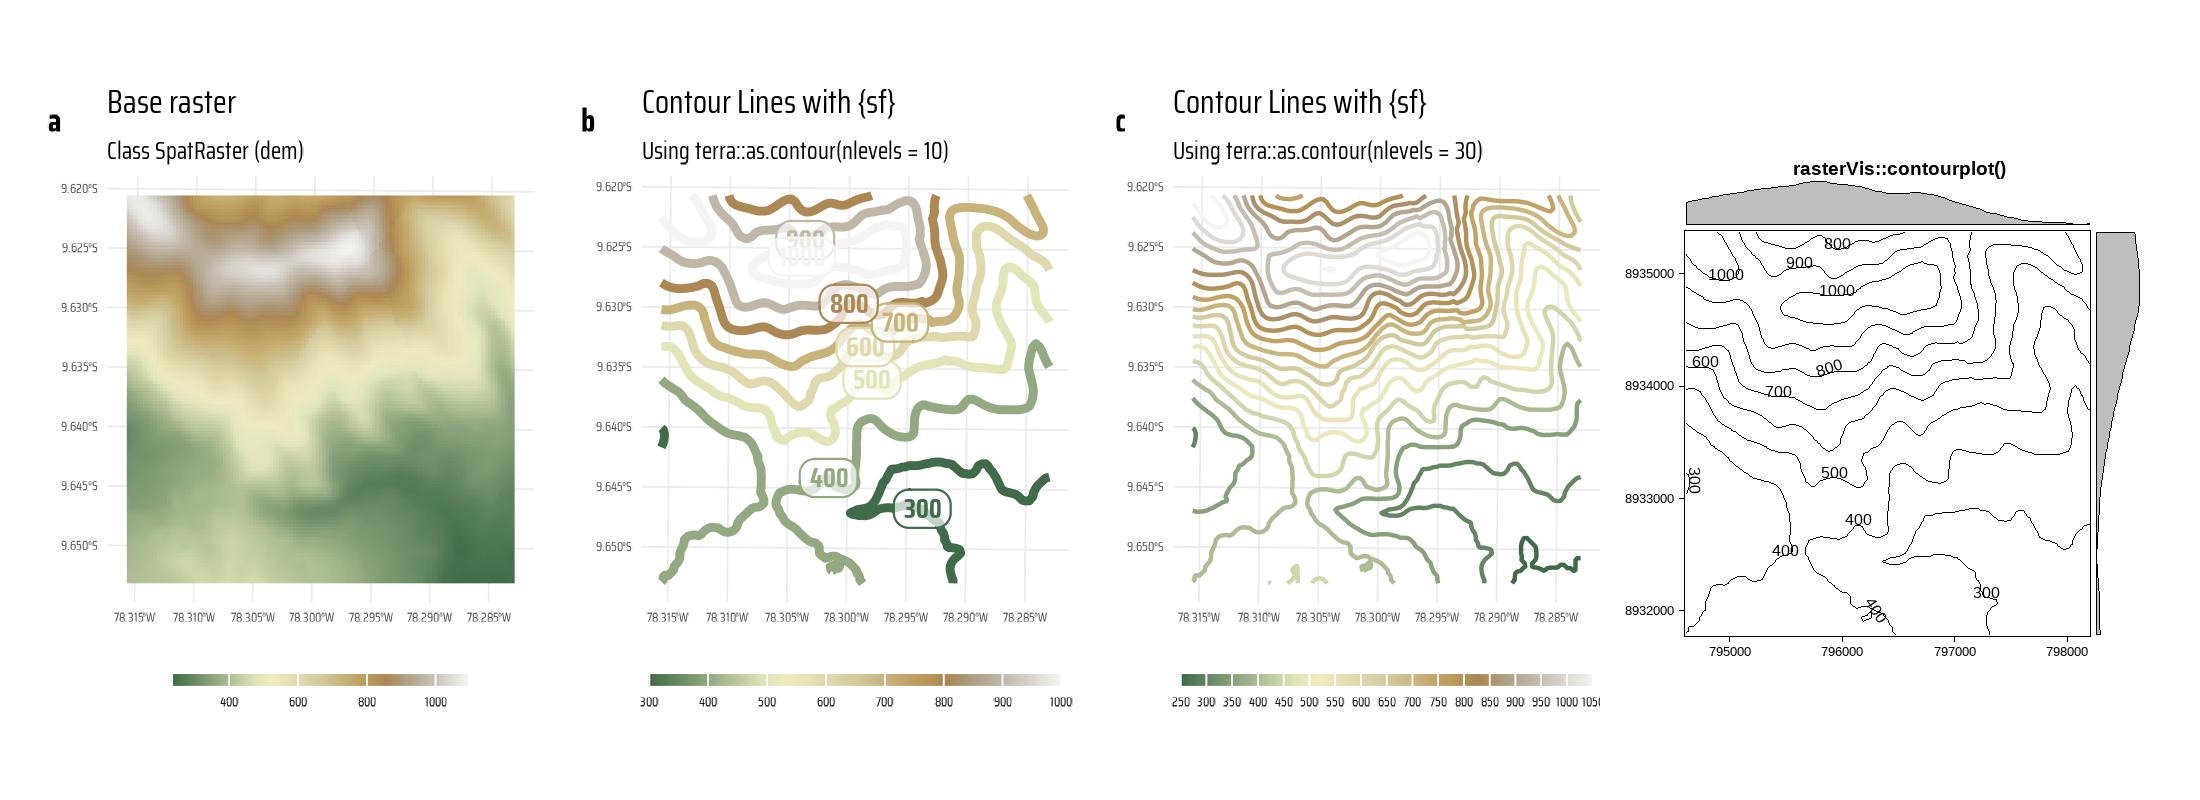 a
Base raster
Class SpatRaster (dem)
9.620°S
9.625°S
9.630°S
9.635°S
9.640°S
9.645°S
9.650°S
78.315°W 78.310°W 78.305°W 78.300°W 78.295°W 78.290°W 78.285°W
400 600 800 1000
b
Contour Lines with {sf}
Using terra::as.contour(nlevels = 10)
9.620°S
9.625°S
9.630°S
9.635°S
9.640°S
9.645°S
9.650°S
900
1000
800
700
600
500
400
300
78.315°W 78.310°W 78.305°W 78.300°W 78.295°W 78.290°W 78.285°W
300 400 500 600 700 800 900 1000
c
Contour Lines with {sf}
Using terra::as.contour(nlevels = 30)
9.620°S
9.625°S
9.630°S
9.635°S
9.640°S
9.645°S
9.650°S
78.315°W 78.310°W 78.305°W 78.300°W 78.295°W 78.290°W 78.285°W
250 300 350 400 450 500 550 600 650 700 750 800 850 900 950 1000 1050
rasterVis::contourplot()
8935000
8934000
8933000
8932000
800
900
1000
1000
600
800
700
500
300
400
400
300
400
795000 796000 797000 798000